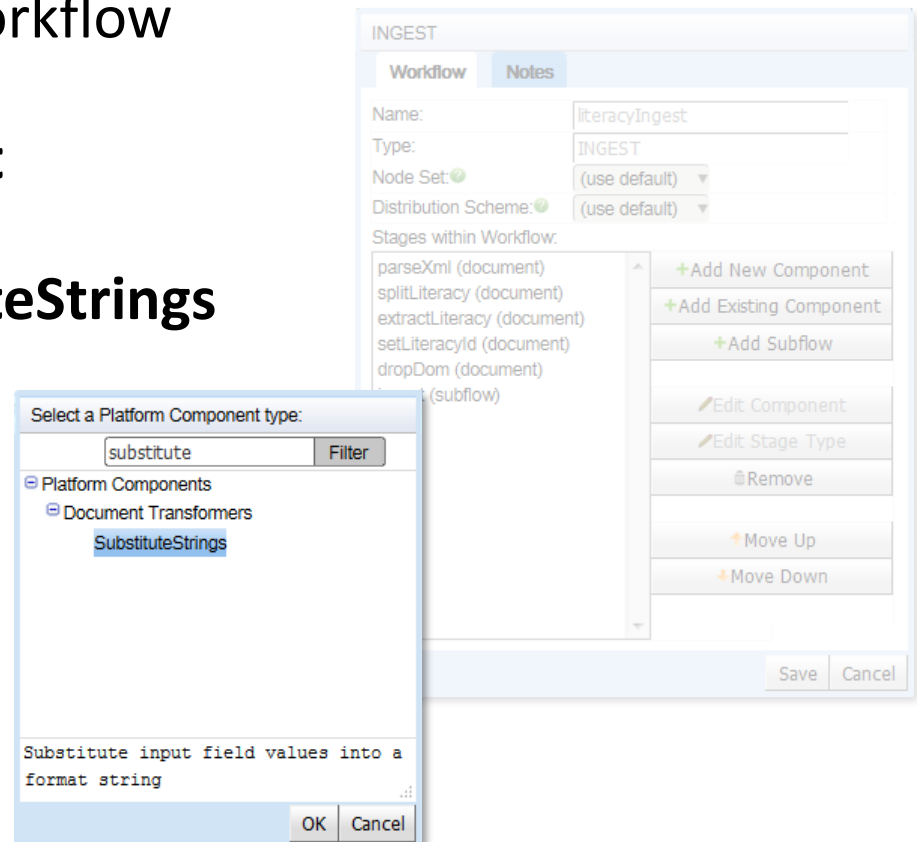 orkflow
t
teStrings
INGEST
Workflow Notes
Name: literacyIngest
Type: INGEST
Node Set: (use default)
Distribution Scheme: (use default)
Stages within Workflow:
parseXml (document)
splitLiteracy (document)
extractLiteracy (document)
setLiteracyId (document)
dropDom (document)
t (subflow)
+Add New Component
+Add Existing Component
+Add Subflow
Edit Component
Edit Stage Type
Remove
Move Up
Move Down
Save Cancel
Select a Platform Component type:
substitute Filter
Platform Components
Document Transformers
SubstituteStrings
Substitute input field values into a
format string
OK Cancel